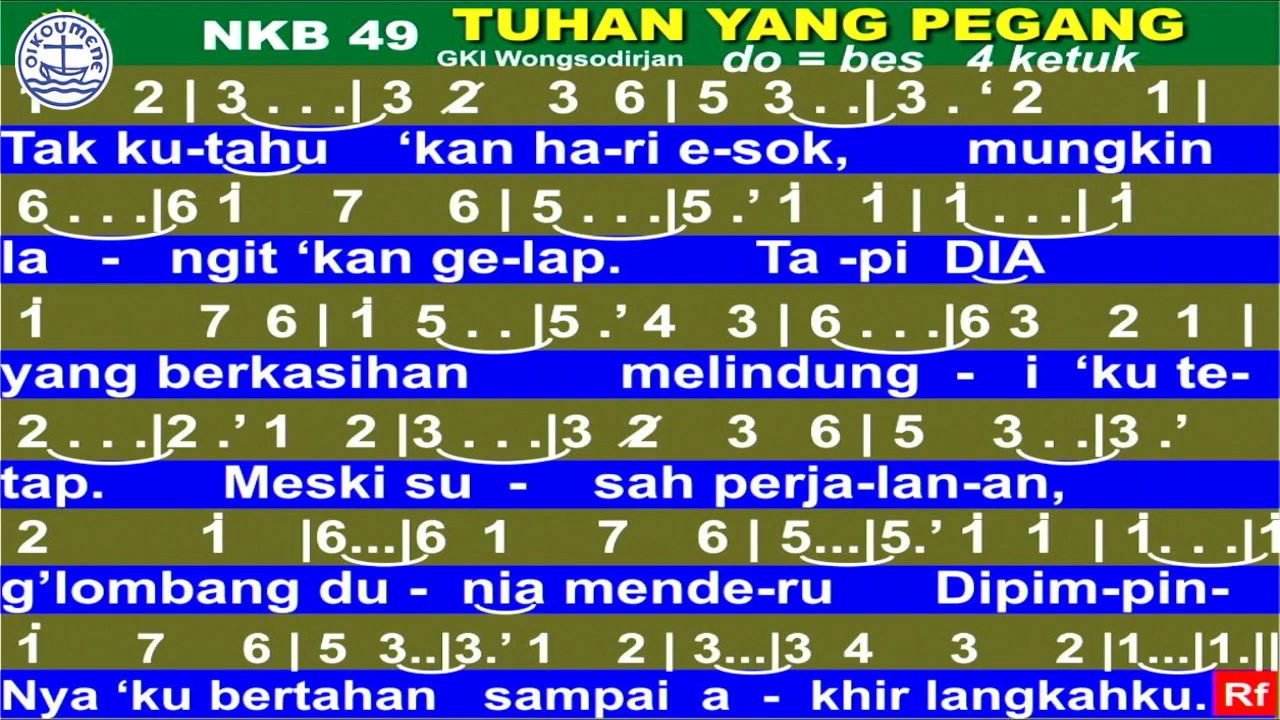 OIKOUMENE
NKB 49 TUHAN YANG PEGANG
GKI Wongsodirjan do = bes 4 ketuk
1̇ 2 | 3 . . . | 3 2̸ 3 6 | 5 3 . . | 3 . ‘ 2 1 |
Tak ku-tahu ‘kan ha-ri e-sok, mungkin
6 . . . |6 1̇ 7 6 | 5 . . . |5 .’ 1̇ 1̇ | 1̇ . . . | 1̇
la - ngit ‘kan ge-lap. Ta -pi DIA
1̇ 7 6 | 1̇ 5 . . |5 .’ 4 3 | 6 . . . |6 3 2 1 |
yang berkasihan melindung - i ‘ku te-
2 . . . |2 .’ 1 2 |3 . . . |3 2̸ 3 6 | 5 3 . . |3 .’
tap. Meski su - sah perja-lan-an,
2 1̇ |6...|6 1 7 6 | 5...|5.’ 1̇ 1̇ | 1̇ . . . |1̇
g’lombang du - nia mende-ru Dipim-pin-
1̇ 7 6 | 5 3..|3.’ 1 2 | 3...|3 4 3 2 |1...|1.||
Nya ‘ku bertahan sampai a - khir langkahku. Rf